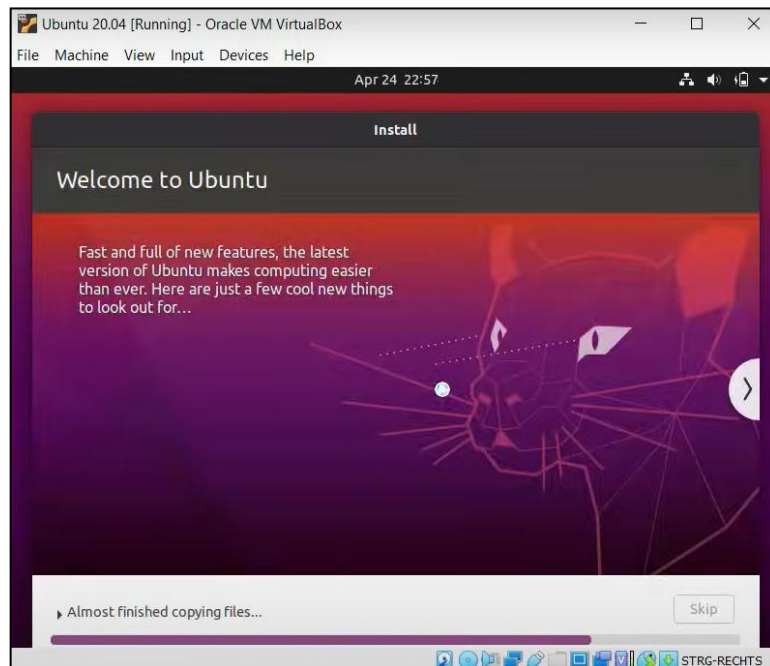 Ubuntu 20.04 [Running] - Oracle VM VirtualBox
File Machine View Input Devices Help
Apr 24 22:57
Install
Welcome to Ubuntu
Fast and full of new features, the latest
version of Ubuntu makes computing easier
than ever. Here are just a few cool new things
to look out for...
Almost finished copying files...
Skip
STRG-RECHTS